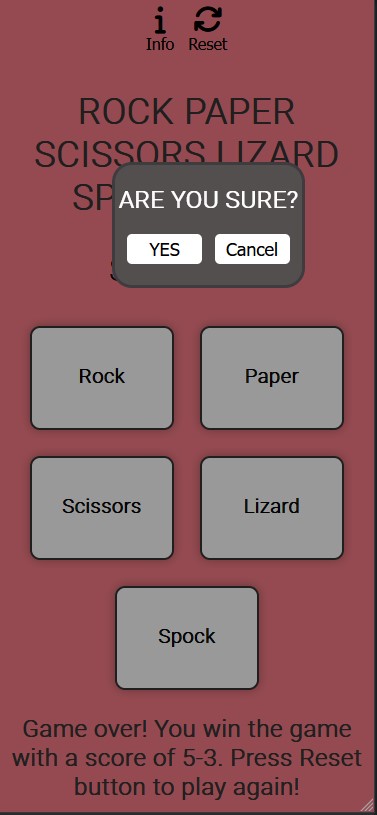 Info Reset
ROCK PAPER
SCISSORS LIZARD
SP
ARE YOU SURE?
YES Cancel
Rock Paper
Scissors Lizard
Spock
Game over! You win the game
with a score of 5-3. Press Reset
button to play again!